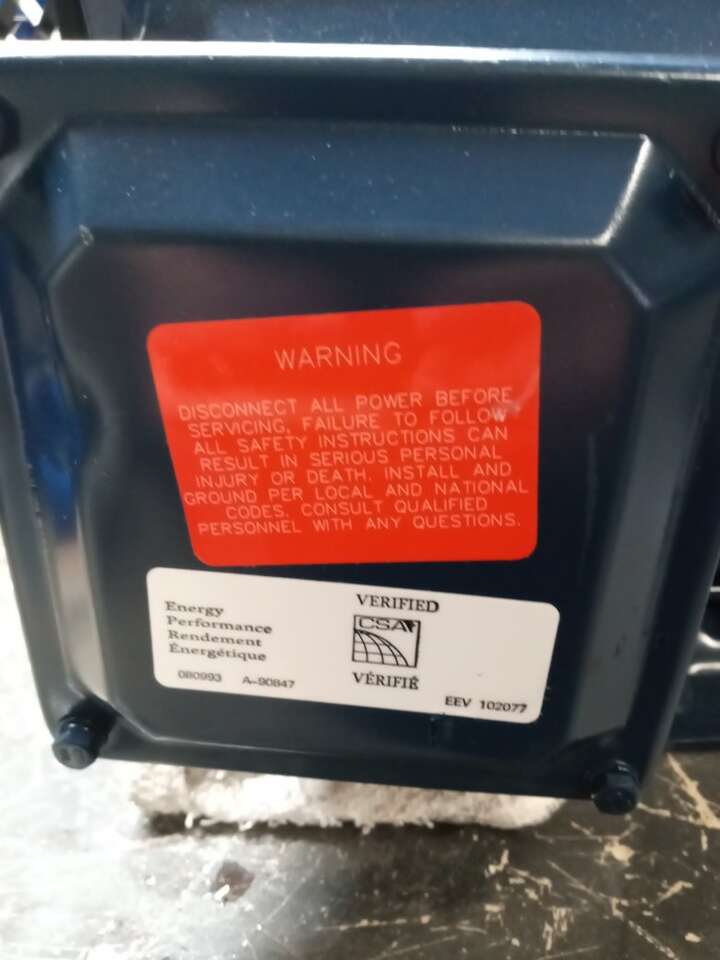 WARNING
DISCONNECT ALL POWER BEFORE
SERVICING, FAILURE TO FOLLOW
ALL SAFETY INSTRUCTIONS CAN
RESULT IN SERIOUS PERSONAL
INJURY OR DEATH. INSTALL AND
GROUND PER LOCAL AND NATIONAL
CODES. CONSULT QUALIFIED
PERSONNEL WITH ANY QUESTIONS.
Energy
Performance
Rendement
Énergétique
080993 A-90847
VERIFIED
CSA
VÉRIFIÉ
EEV 102077